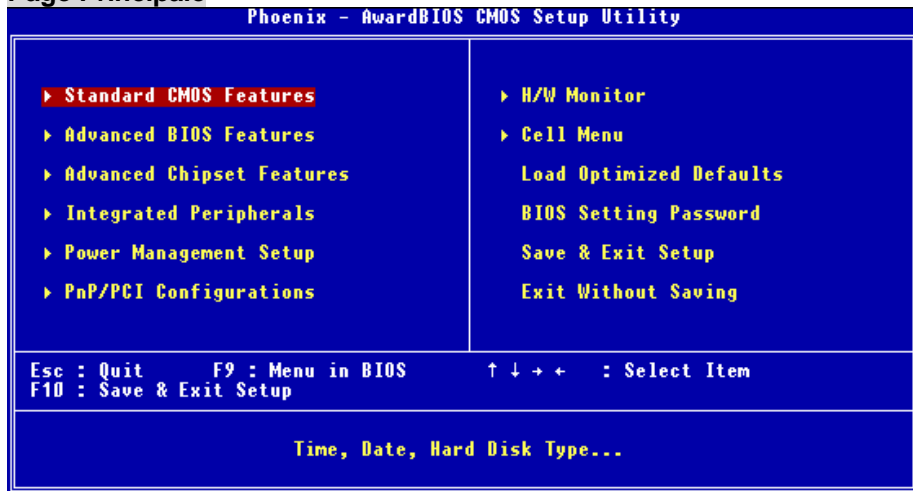 Page Principale
Phoenix - AwardBIOS CMOS Setup Utility
▸ Standard CMOS Features
▸ Advanced BIOS Features
▸ Advanced Chipset Features
▸ Integrated Peripherals
▸ Power Management Setup
▸ PnP/PCI Configurations
▸ H/W Monitor
▸ Cell Menu
Load Optimized Defaults
BIOS Setting Password
Save & Exit Setup
Exit Without Saving
Esc : Quit F9 : Menu in BIOS ↑ ↓ → ← : Select Item
F10 : Save & Exit Setup
Time, Date, Hard Disk Type...